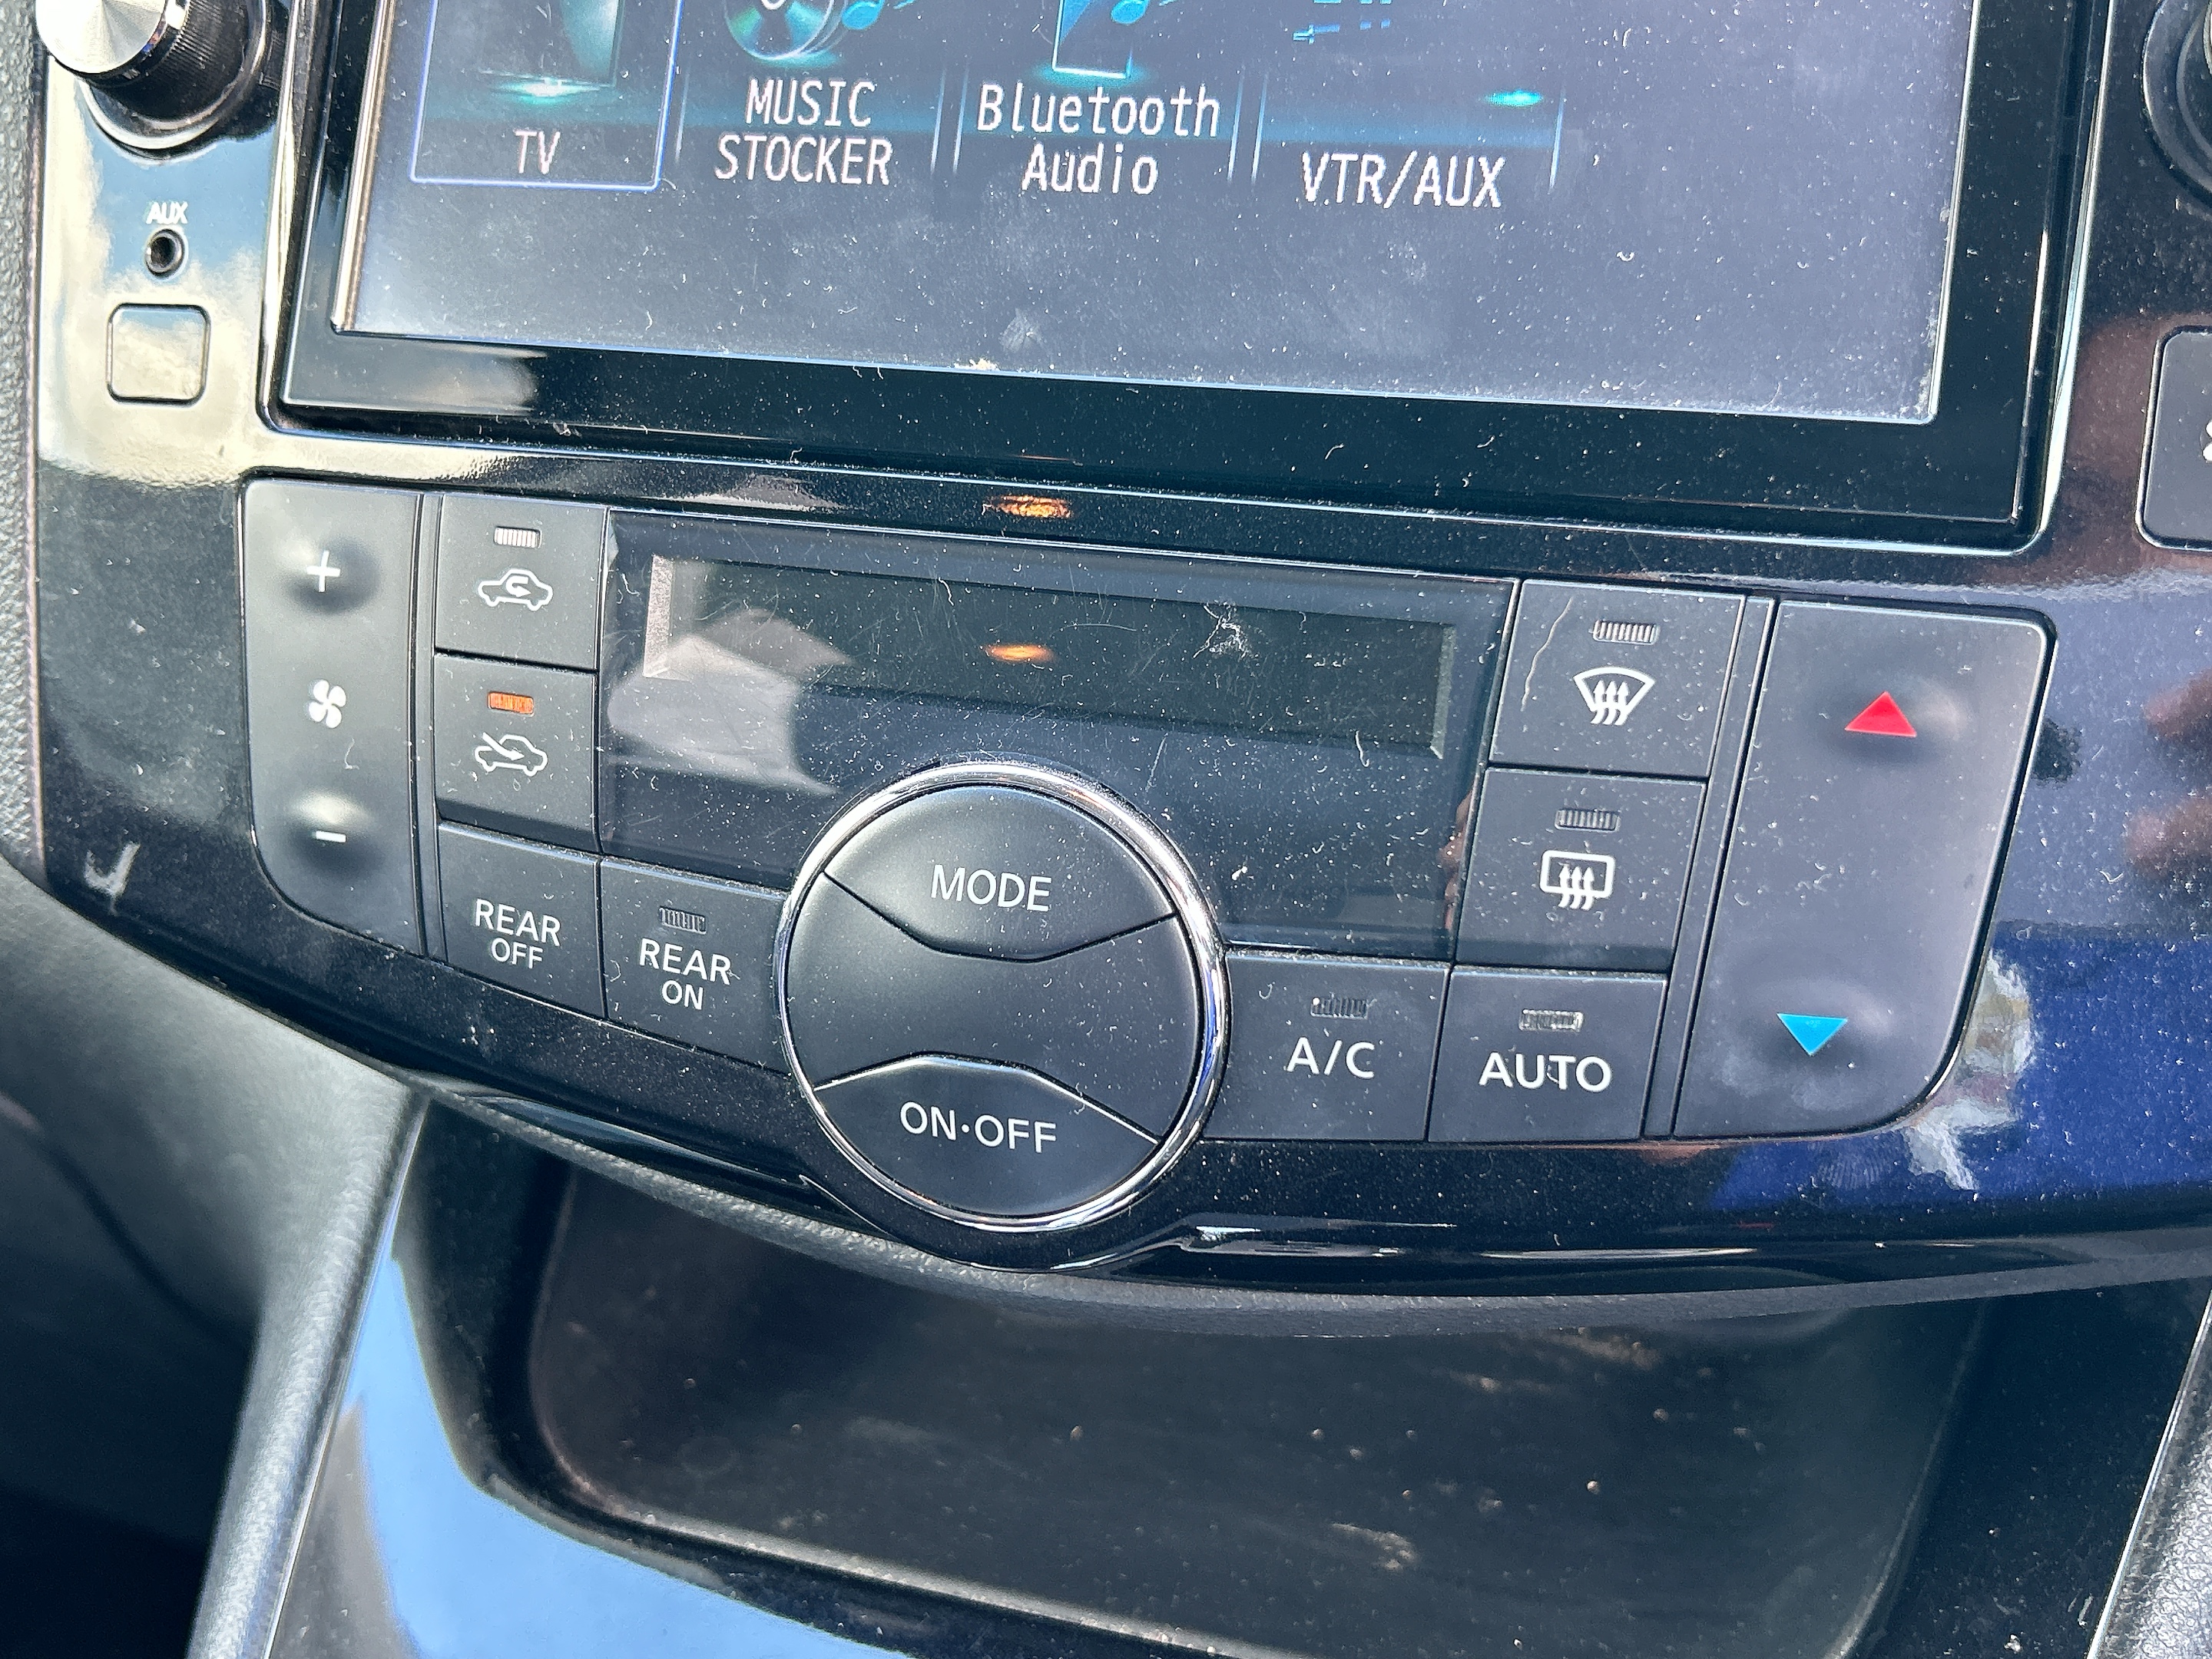 TV
MUSIC
STOCKER
Bluetooth
Audio
VTR/AUX
AUX
MODE
REAR
OFF
REAR
ON
A/C
AUTO
ON·OFF